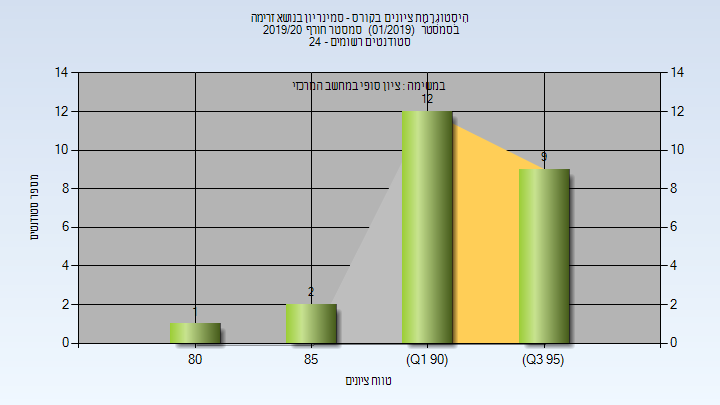 היסטוגרמת ציונים בקורס - סמינריון בנושא זרימה
בסמסטר (01/2019) סמסטר חורף 2019/20
סטודנטים רשומים - 24
במשימה : ציון סופי במחשב המרכזי
14 14
12 12
10 10
8 8
6 6
4 4
2 2
0 0
1
2
12
9
מספר סטודנטים
80 85 (Q1 90) (Q3 95)
טווח ציונים